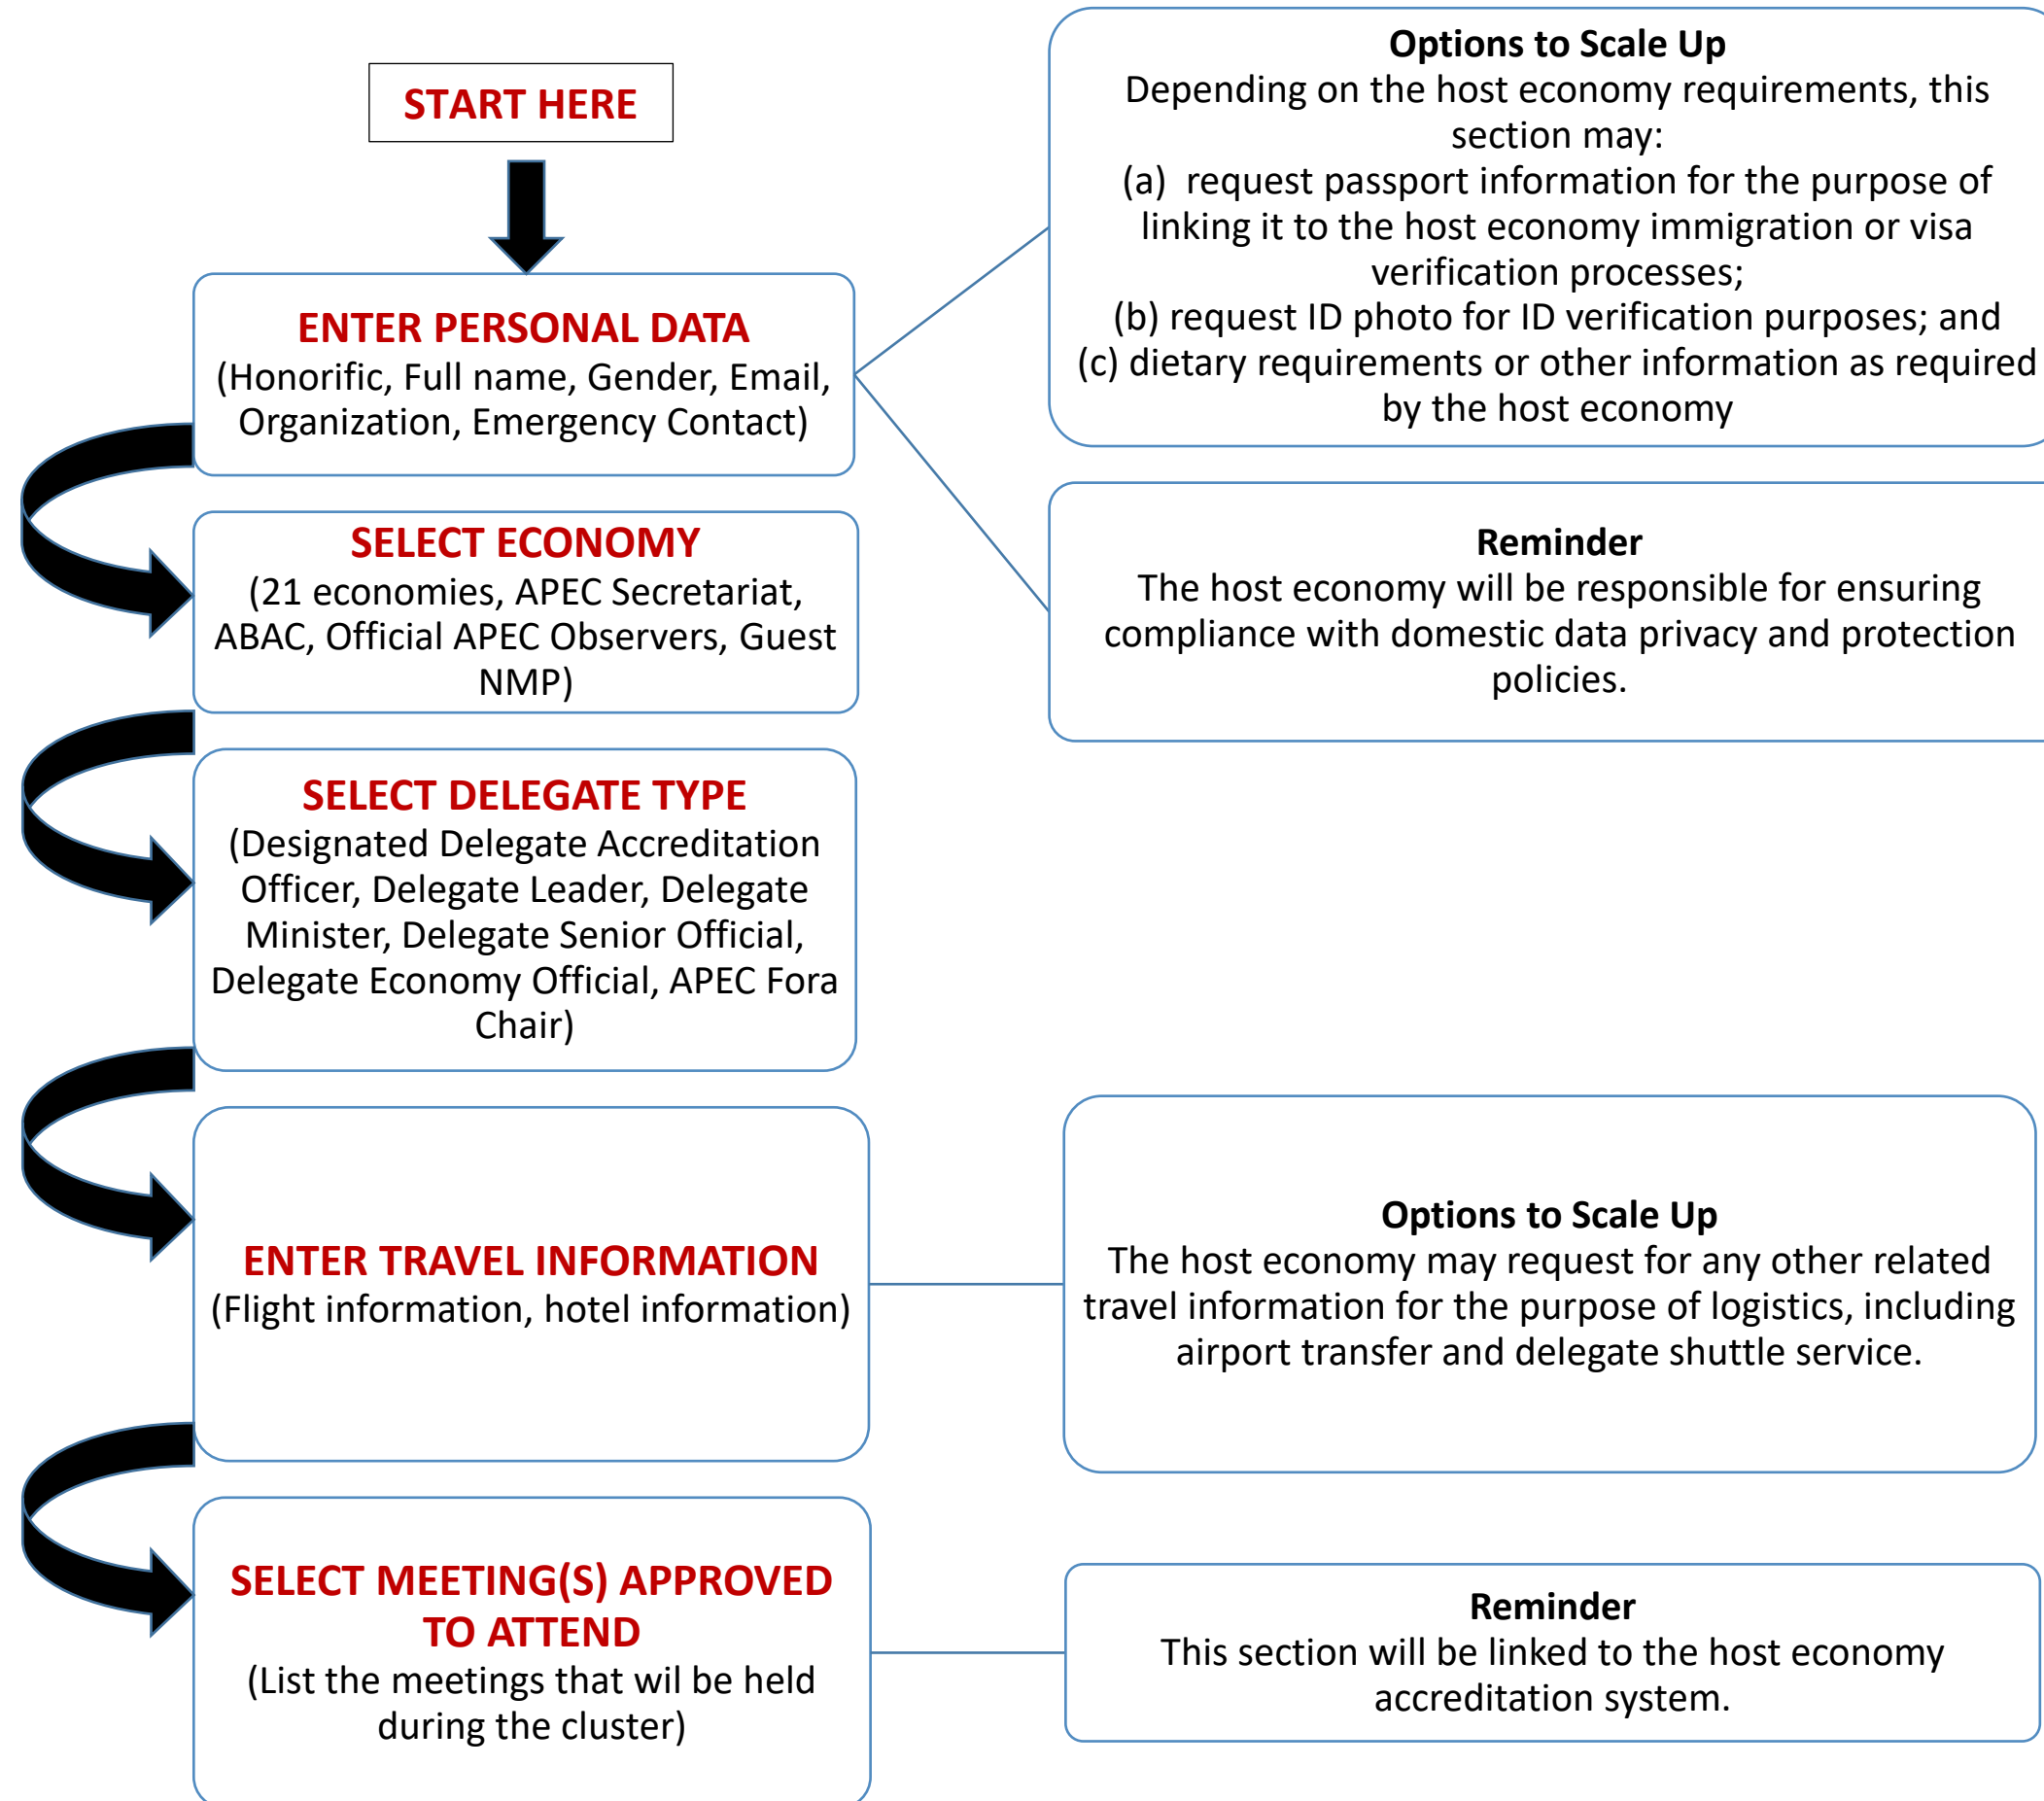 START HERE
ENTER PERSONAL DATA
(Honorific, Full name, Gender, Email,
Organization, Emergency Contact)
Options to Scale Up
Depending on the host economy requirements, this
section may:
(a) request passport information for the purpose of
linking it to the host economy immigration or visa
verification processes;
(b) request ID photo for ID verification purposes; and
(c) dietary requirements or other information as required
by the host economy
Reminder
The host economy will be responsible for ensuring
compliance with domestic data privacy and protection
policies.
SELECT ECONOMY
(21 economies, APEC Secretariat,
ABAC, Official APEC Observers, Guest
NMP)
SELECT DELEGATE TYPE
(Designated Delegate Accreditation
Officer, Delegate Leader, Delegate
Minister, Delegate Senior Official,
Delegate Economy Official, APEC Fora
Chair)
ENTER TRAVEL INFORMATION
(Flight information, hotel information)
Options to Scale Up
The host economy may request for any other related
travel information for the purpose of logistics, including
airport transfer and delegate shuttle service.
SELECT MEETING(S) APPROVED
TO ATTEND
(List the meetings that wil be held
during the cluster)
Reminder
This section will be linked to the host economy
accreditation system.